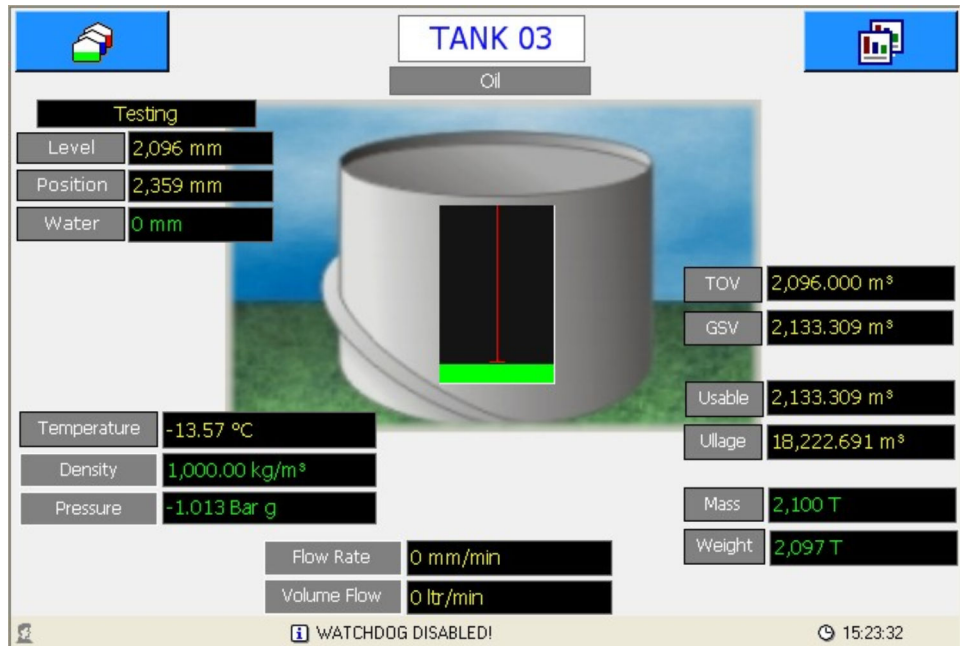 TANK 03
Oil
Testing
Level 2,096 mm
Position 2,359 mm
Water 0 mm
TOV 2,096.000 m³
GSV 2,133.309 m³
Usable 2,133.309 m³
Ullage 18,222.691 m³
Temperature -13.57 °C
Density 1,000.00 kg/m³
Pressure -1.013 Bar g
Mass 2,100 T
Weight 2,097 T
Flow Rate 0 mm/min
Volume Flow 0 ltr/min
WATCHDOG DISABLED!
15:23:32